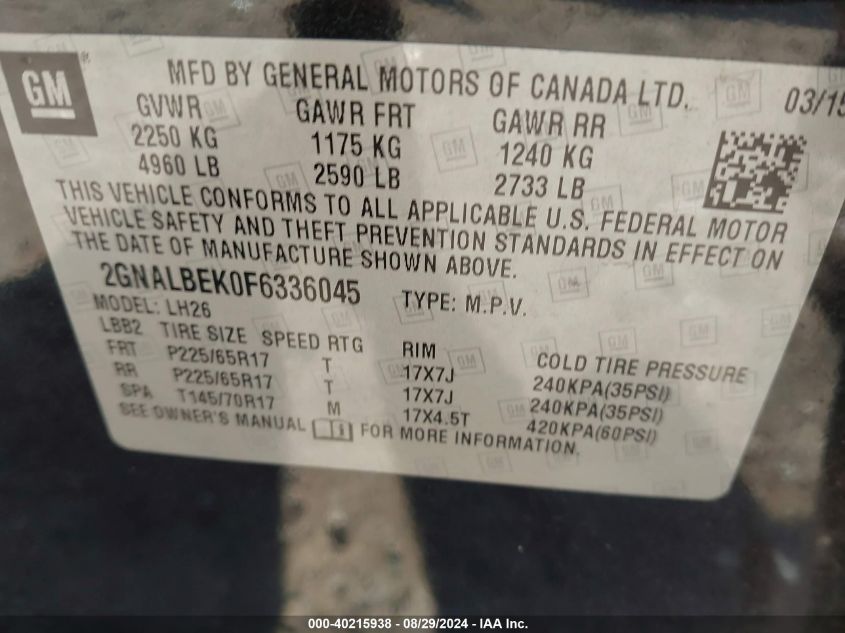 GM
MFD BY GENERAL MOTORS OF CANADA LTD. 03/15
GVWR GAWR FRT GAWR RR
2250 KG 1175 KG 1240 KG
4960 LB 2590 LB 2733 LB
THIS VEHICLE CONFORMS TO ALL APPLICABLE U.S. FEDERAL MOTOR
VEHICLE SAFETY AND THEFT PREVENTION STANDARDS IN EFFECT ON
THE DATE OF MANUFACTURE SHOWN ABOVE.
2GNALBEK0F6336045 TYPE: M.P.V.
MODEL: LH26
LBB2 TIRE SIZE SPEED RTG RIM COLD TIRE PRESSURE
FRT P225/65R17 T 17X7J 240KPA(35PSI)
RR P225/65R17 T 17X7J 240KPA(35PSI)
SPA T145/70R17 M 17X4.5T 420KPA(60PSI)
SEE OWNER'S MANUAL FOR MORE INFORMATION.
000-40215938 - 08/29/2024 - IAA Inc.